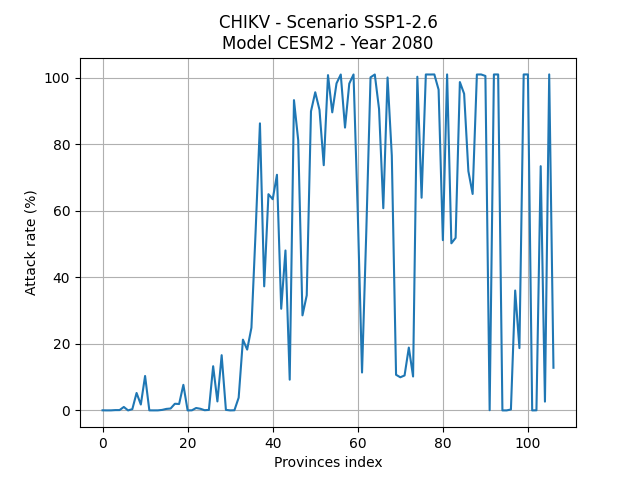 CHIKV - Scenario SSP1-2.6
Model CESM2 - Year 2080
Attack rate (%)
100
80
60
40
20
0
0 20 40 60 80 100
Provinces index